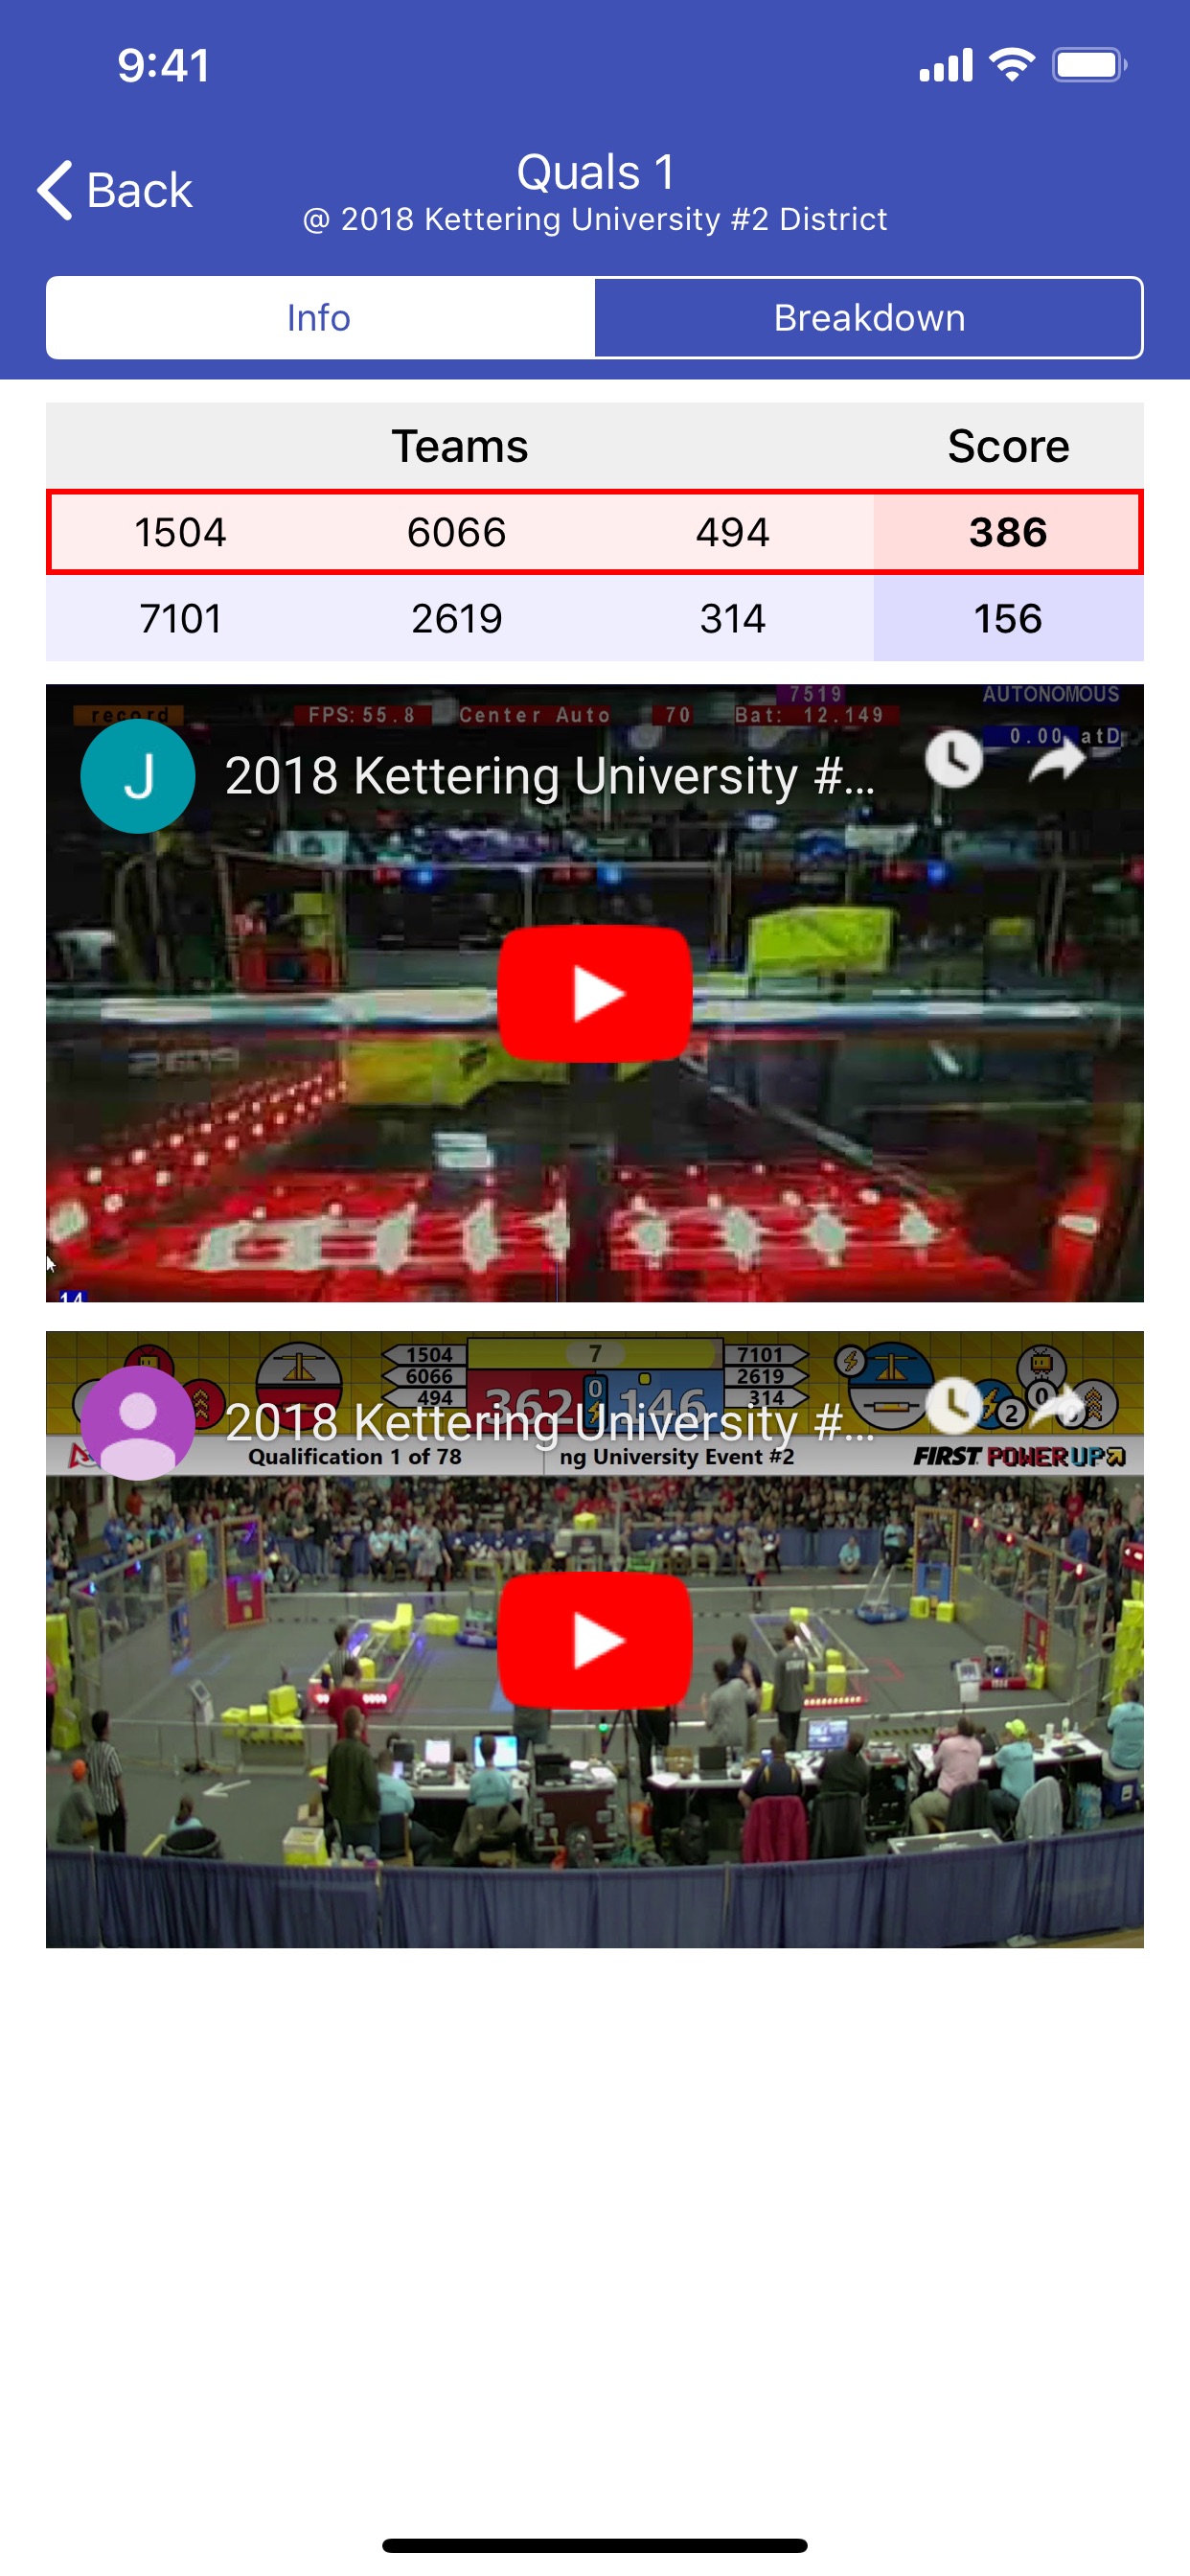 9:41
Back
Quals 1
@ 2018 Kettering University #2 District
Info
Breakdown
Teams Score
1504 6066 494 386
7101 2619 314 156
7519 AUTONOMOUS
record FPS: 55.8 Center Auto 70 Bat: 12.149
0.00 atD
J 2018 Kettering University #...
14
1504 7 7101
6066 2619
494 362 0 146 314
2 0
2018 Kettering University #...
Qualification 1 of 78 ng University Event #2 FIRST POWER UP